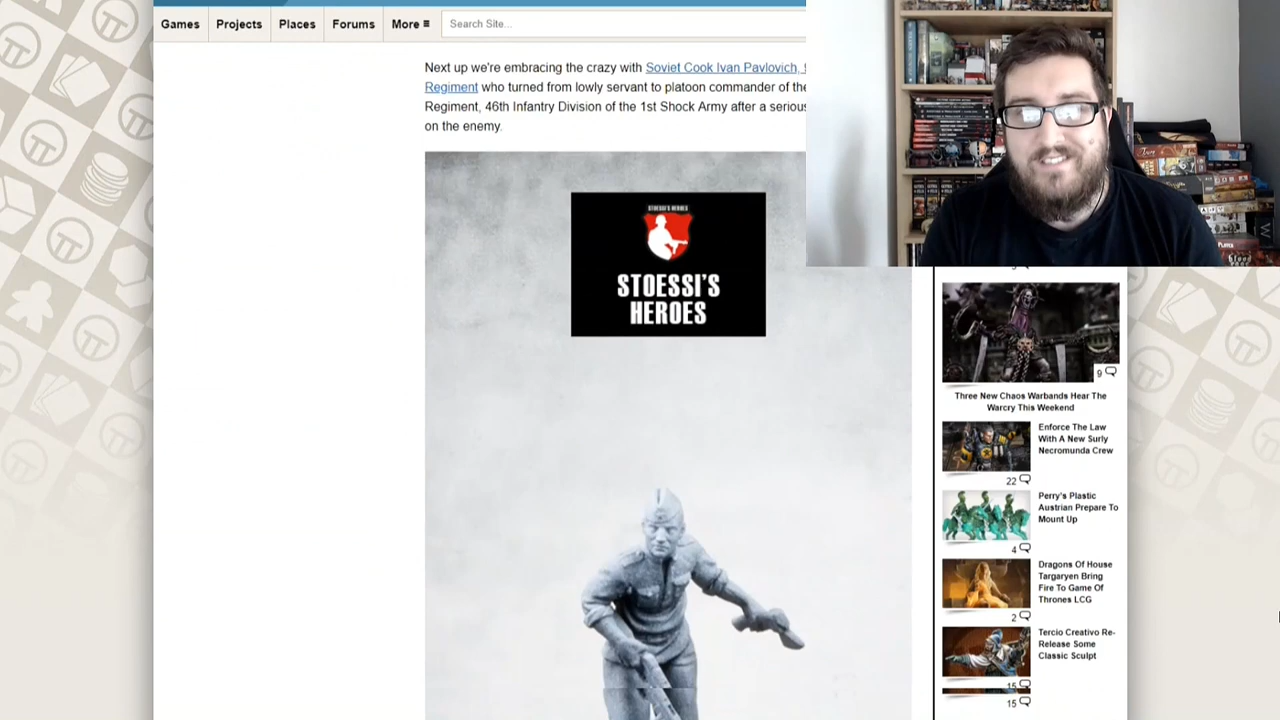 Games
Projects
Places
Forums
More ≡
Search Site...
Next up we're embracing the crazy with Soviet Cook Ivan Pavlovich,
Regiment who turned from lowly servant to platoon commander of the
Regiment, 46th Infantry Division of the 1st Shock Army after a serious
on the enemy
STOESSI'S HEROES
STOESSI'S
HEROES
9
Three New Chaos Warbands Hear The
Warcry This Weekend
Enforce The Law
With A New Surly
Necromunda Crew
22
Perry's Plastic
Austrian Prepare To
Mount Up
4
Dragons Of House
Targaryen Bring
Fire To Game Of
Thrones LCG
2
Tercio Creativo Re-
Release Some
Classic Sculpt
15
15